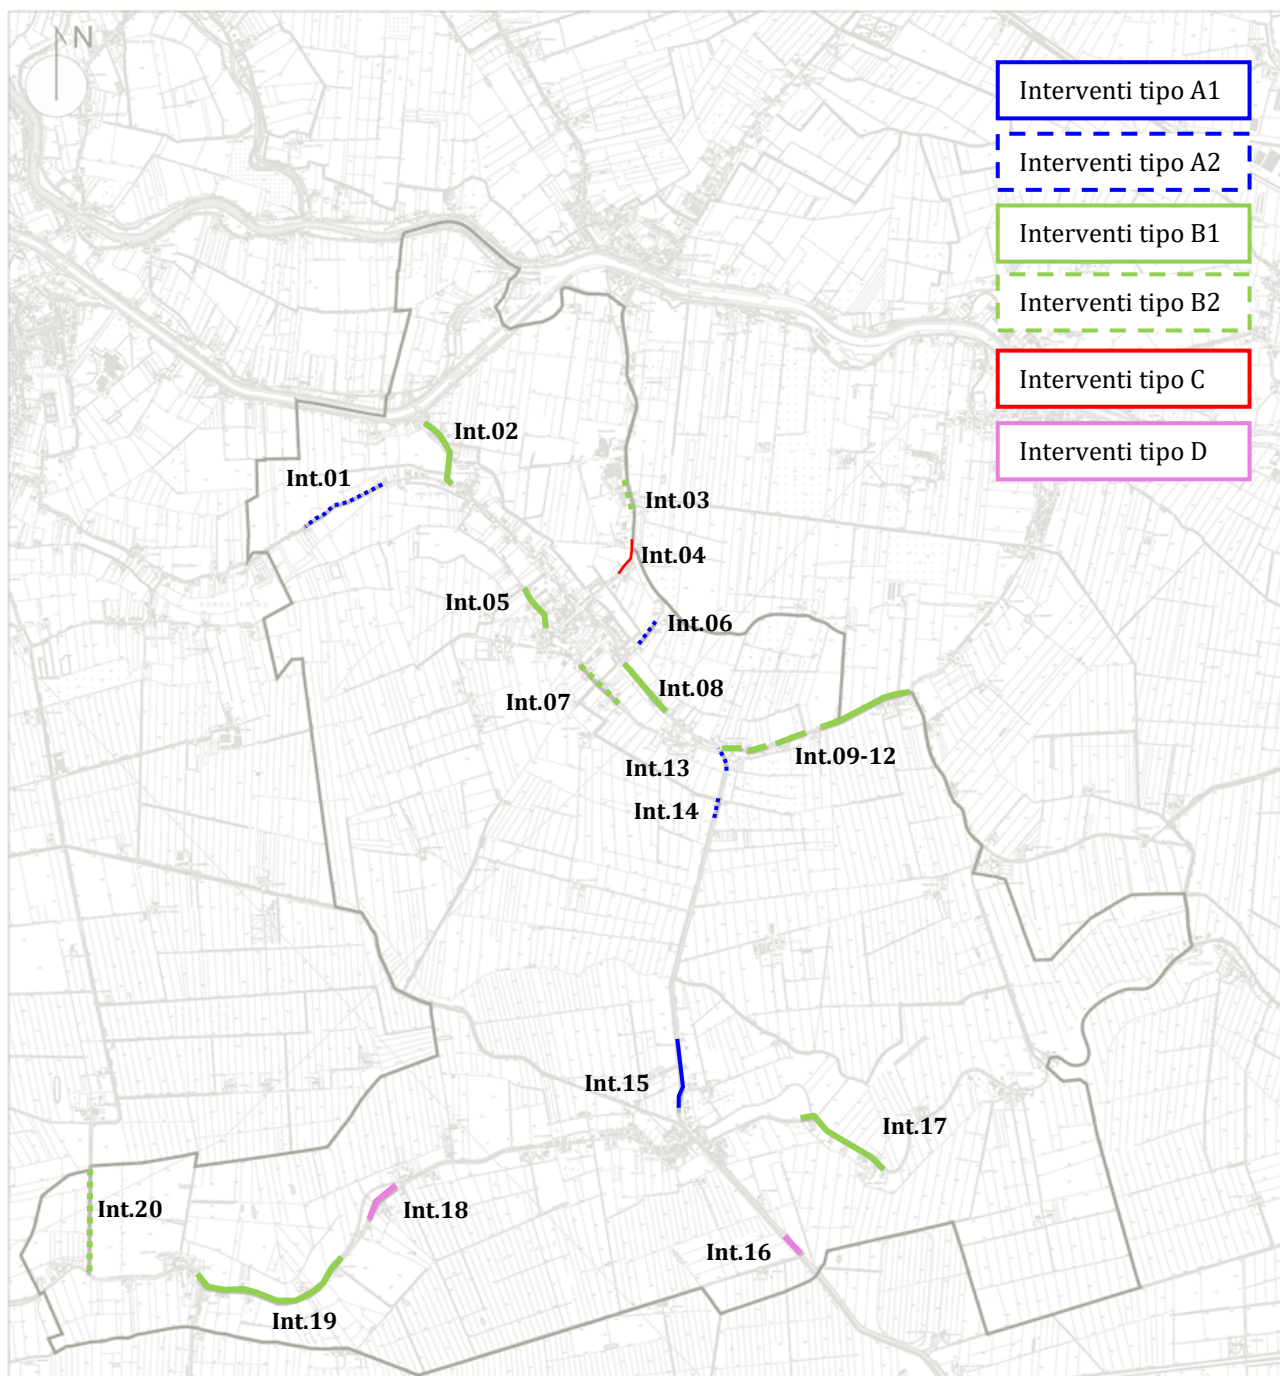 N
Interventi tipo A1
Interventi tipo A2
Interventi tipo B1
Interventi tipo B2
Interventi tipo C
Interventi tipo D
Int.02
Int.01
Int.03
Int.04
Int.05
Int.06
Int.07
Int.08
Int.09-12
Int.13
Int.14
Int.15
Int.17
Int.18
Int.20
Int.16
Int.19